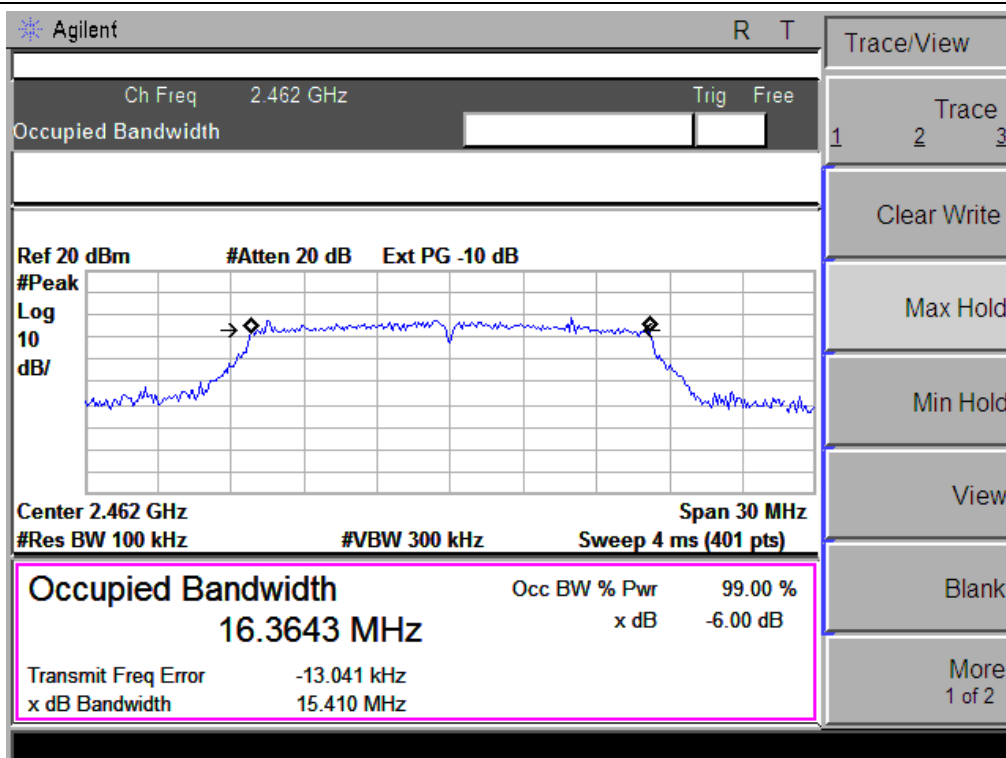 Agilent R T Trace/View
Ch Freq 2.462 GHz Trig Free
Occupied Bandwidth
Trace
1 2 3
Clear Write
Ref 20 dBm #Atten 20 dB Ext PG -10 dB
#Peak
Log
10
dB/
Max Hold
Min Hold
View
Center 2.462 GHz Span 30 MHz
#Res BW 100 kHz #VBW 300 kHz Sweep 4 ms (401 pts)
Occupied Bandwidth Occ BW % Pwr 99.00 %
16.3643 MHz x dB -6.00 dB
Blank
Transmit Freq Error -13.041 kHz
x dB Bandwidth 15.410 MHz
More
1 of 2